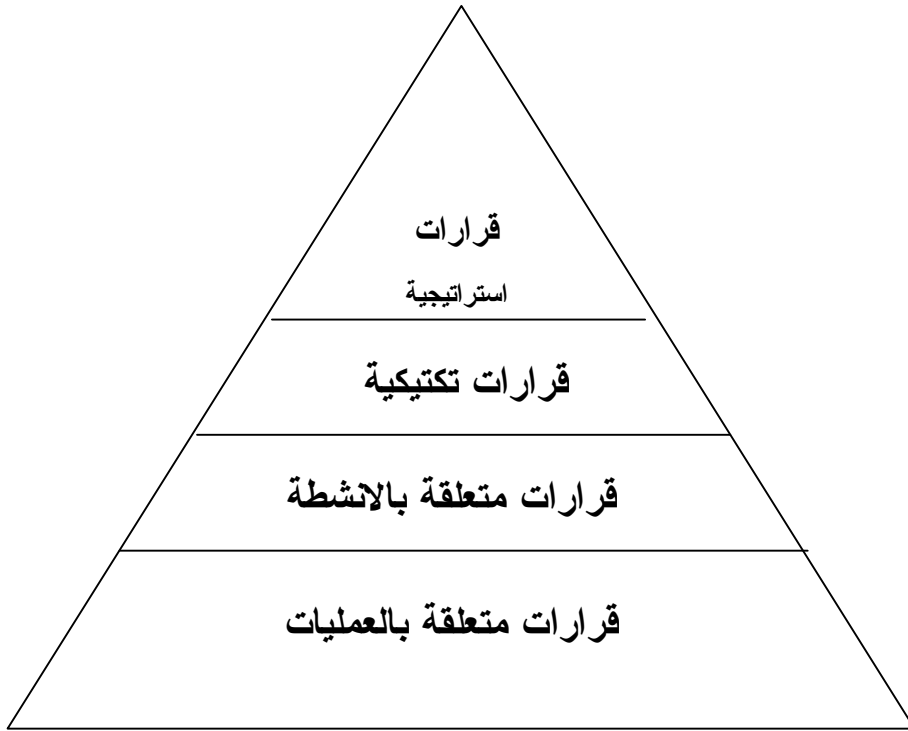 قرارات
استراتيجية
قرارات تكتيكية
قرارات متعلقة بالانشطة
قرارات متعلقة بالعمليات